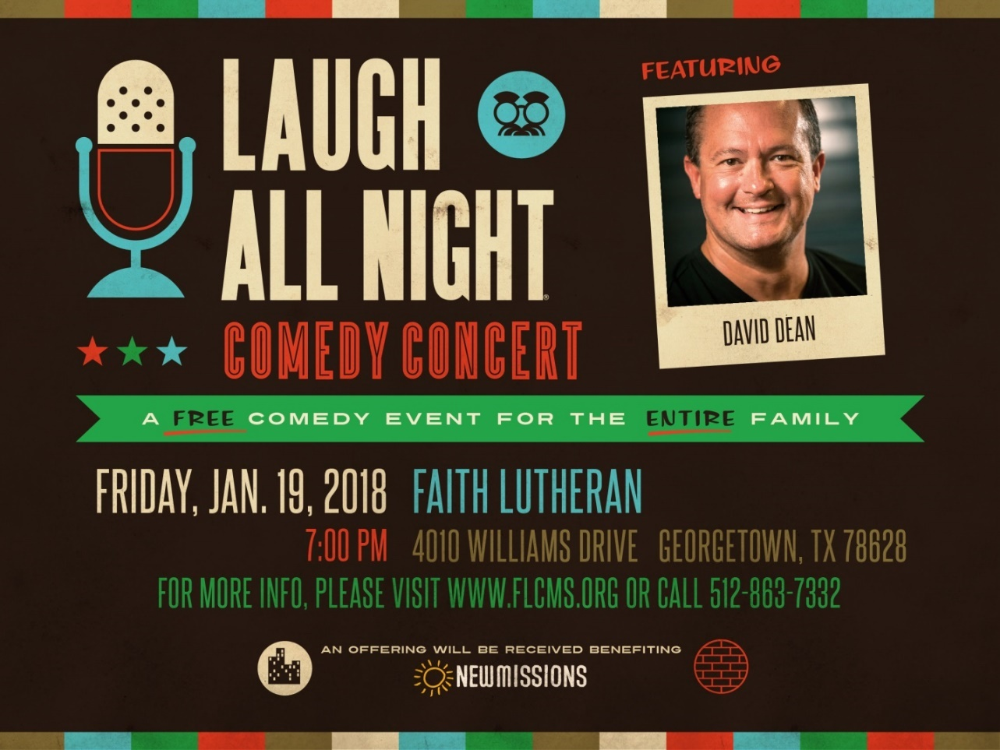 LAUGH
ALL NIGHT®
COMEDY CONCERT
FEATURING
DAVID DEAN
A FREE COMEDY EVENT FOR THE ENTIRE FAMILY
FRIDAY, JAN. 19, 2018 FAITH LUTHERAN
7:00 PM 4010 WILLIAMS DRIVE GEORGETOWN, TX 78628
FOR MORE INFO, PLEASE VISIT WWW.FLCMS.ORG OR CALL 512-863-7332
AN OFFERING WILL BE RECEIVED BENEFITING
NEWMISSIONS